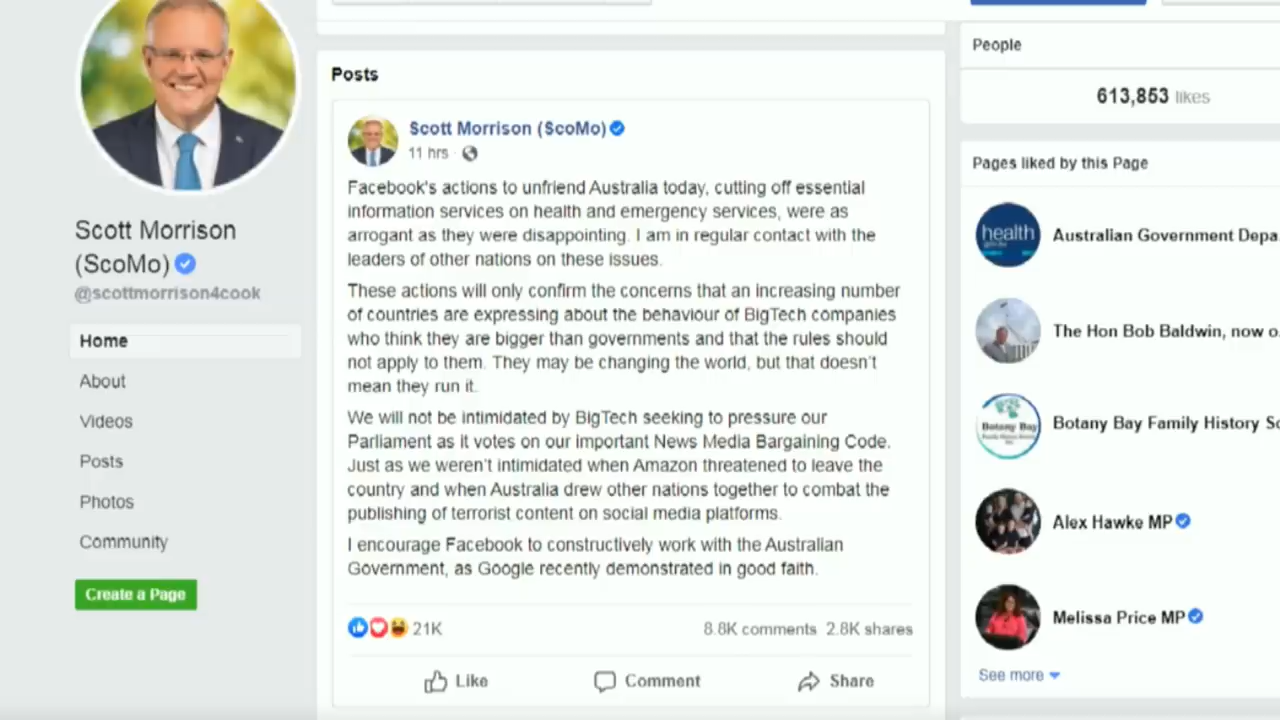 Scott Morrison
(ScoMo)
@scottmorrison4cook
Home
About
Videos
Posts
Photos
Community
Create a Page
Posts
Scott Morrison (ScoMo)
11 hrs ·
Facebook's actions to unfriend Australia today, cutting off essential
information services on health and emergency services, were as
arrogant as they were disappointing. I am in regular contact with the
leaders of other nations on these issues.
These actions will only confirm the concerns that an increasing number
of countries are expressing about the behaviour of BigTech companies
who think they are bigger than governments and that the rules should
not apply to them. They may be changing the world, but that doesn't
mean they run it.
We will not be intimidated by BigTech seeking to pressure our
Parliament as it votes on our important News Media Bargaining Code.
Just as we weren't intimidated when Amazon threatened to leave the
country and when Australia drew other nations together to combat the
publishing of terrorist content on social media platforms.
I encourage Facebook to constructively work with the Australian
Government, as Google recently demonstrated in good faith.
21K
8.8K comments 2.8K shares
Like Comment Share
People
613,853 likes
Pages liked by this Page
health
Australian Government Depa
The Hon Bob Baldwin, now o
Botany Bay
Botany Bay Family History So
Alex Hawke MP
Melissa Price MP
See more